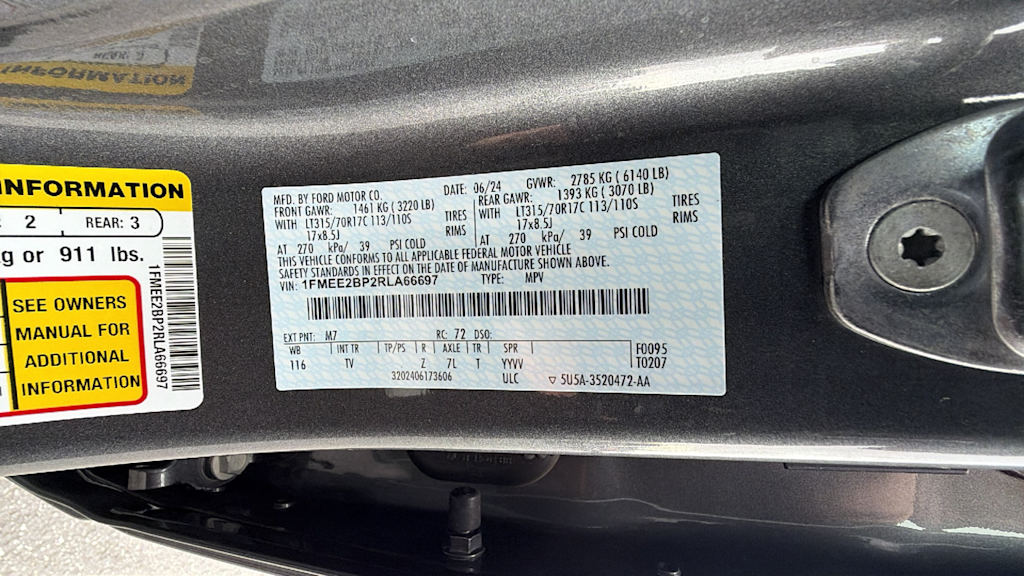 INFORMATION
2 REAR: 3
g or 911 lbs.
SEE OWNERS
MANUAL FOR
ADDITIONAL
INFORMATION
1FMEE2BP2RLA66697
MFD. BY FORD MOTOR CO. DATE: 06/24 GVWR: 2785 KG ( 6140 LB)
FRONT GAWR: 1461 KG ( 3220 LB) REAR GAWR: 1393 KG ( 3070 LB)
WITH LT315/70R17C 113/110S TIRES WITH LT315/70R17C 113/110S TIRES
17x8.5J RIMS 17x8.5J RIMS
AT 270 kPa/ 39 PSI COLD AT 270 kPa/ 39 PSI COLD
THIS VEHICLE CONFORMS TO ALL APPLICABLE FEDERAL MOTOR VEHICLE
SAFETY STANDARDS IN EFFECT ON THE DATE OF MANUFACTURE SHOWN ABOVE.
VIN: 1FMEE2BP2RLA66697 TYPE: MPV
EXT PNT: M7 RC: 72 DSO:
WB INT TR TP/PS R AXLE TR SPR F0095
116 TV Z 7L T YYVV T0207
3202406173606 ULC ▽ 5U5A-3520472-AA